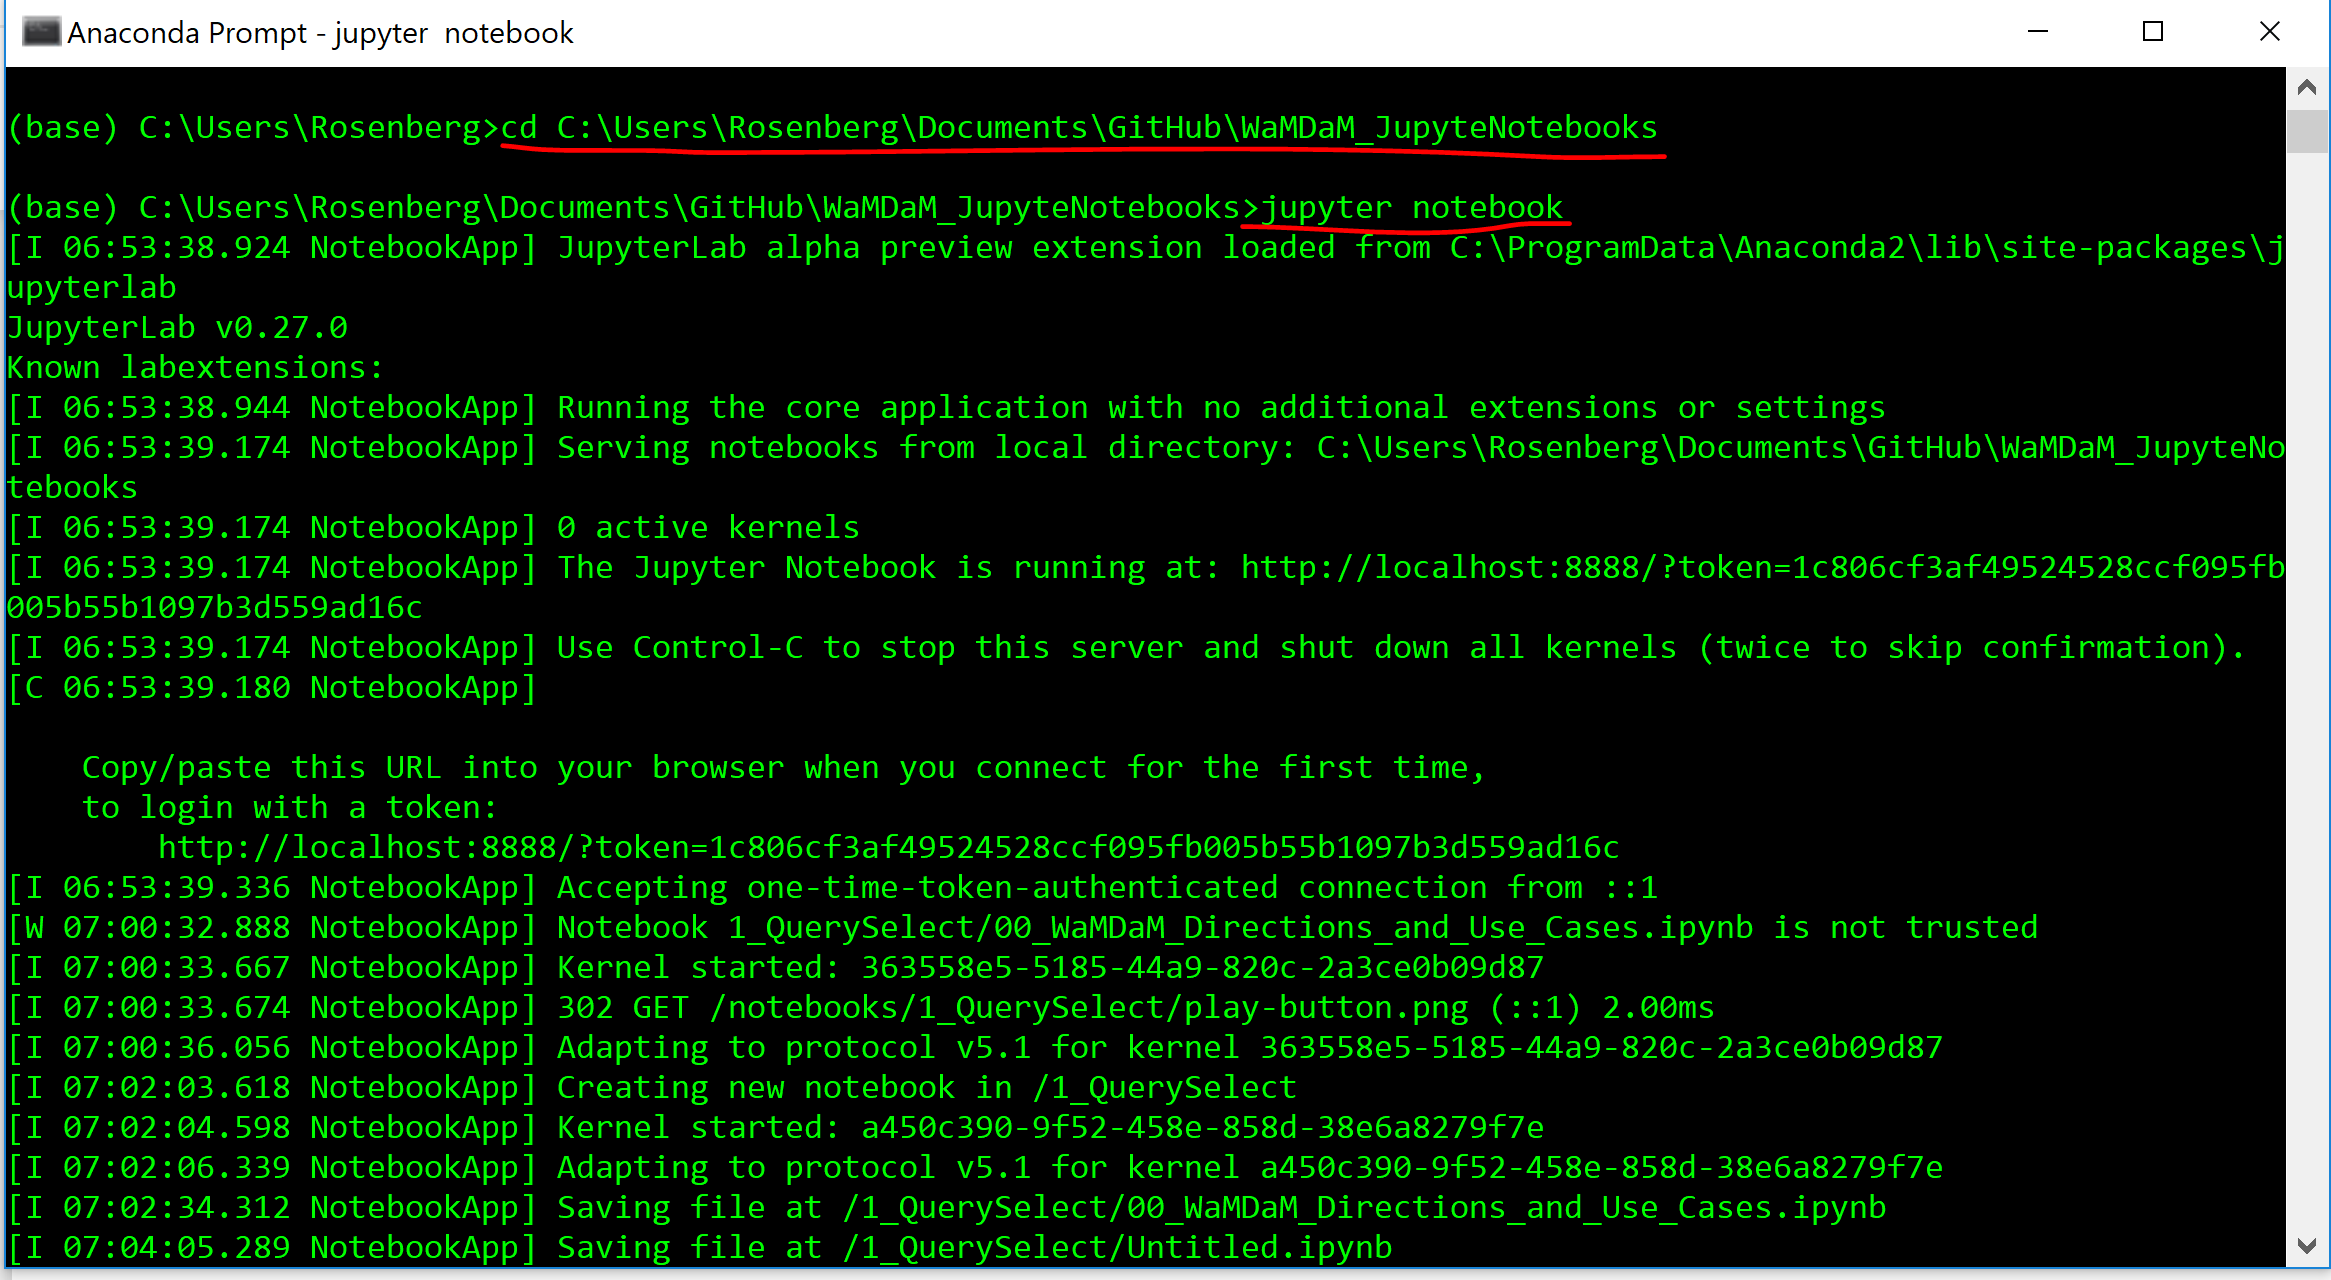 Anaconda Prompt - jupyter  notebook
(base) C:\Users\Rosenberg>cd C:\Users\Rosenberg\Documents\GitHub\WaMDaM_JupyteNotebooks
(base) C:\Users\Rosenberg\Documents\GitHub\WaMDaM_JupyteNotebooks>jupyter notebook
[I 06:53:38.924 NotebookApp] JupyterLab alpha preview extension loaded from C:\ProgramData\Anaconda2\lib\site-packages\j
upyterlab
JupyterLab v0.27.0
Known labextensions:
[I 06:53:38.944 NotebookApp] Running the core application with no additional extensions or settings
[I 06:53:39.174 NotebookApp] Serving notebooks from local directory: C:\Users\Rosenberg\Documents\GitHub\WaMDaM_JupyteNo
tebooks
[I 06:53:39.174 NotebookApp] 0 active kernels
[I 06:53:39.174 NotebookApp] The Jupyter Notebook is running at: http://localhost:8888/?token=1c806cf3af49524528ccf095fb
005b55b1097b3d559ad16c
[I 06:53:39.174 NotebookApp] Use Control-C to stop this server and shut down all kernels (twice to skip confirmation).
[C 06:53:39.180 NotebookApp]
    Copy/paste this URL into your browser when you connect for the first time,
    to login with a token:
        http://localhost:8888/?token=1c806cf3af49524528ccf095fb005b55b1097b3d559ad16c
[I 06:53:39.336 NotebookApp] Accepting one-time-token-authenticated connection from ::1
[W 07:00:32.888 NotebookApp] Notebook 1_QuerySelect/00_WaMDaM_Directions_and_Use_Cases.ipynb is not trusted
[I 07:00:33.667 NotebookApp] Kernel started: 363558e5-5185-44a9-820c-2a3ce0b09d87
[I 07:00:33.674 NotebookApp] 302 GET /notebooks/1_QuerySelect/play-button.png (::1) 2.00ms
[I 07:00:36.056 NotebookApp] Adapting to protocol v5.1 for kernel 363558e5-5185-44a9-820c-2a3ce0b09d87
[I 07:02:03.618 NotebookApp] Creating new notebook in /1_QuerySelect
[I 07:02:04.598 NotebookApp] Kernel started: a450c390-9f52-458e-858d-38e6a8279f7e
[I 07:02:06.339 NotebookApp] Adapting to protocol v5.1 for kernel a450c390-9f52-458e-858d-38e6a8279f7e
[I 07:02:34.312 NotebookApp] Saving file at /1_QuerySelect/00_WaMDaM_Directions_and_Use_Cases.ipynb
[I 07:04:05.289 NotebookApp] Saving file at /1_QuerySelect/Untitled.ipynb